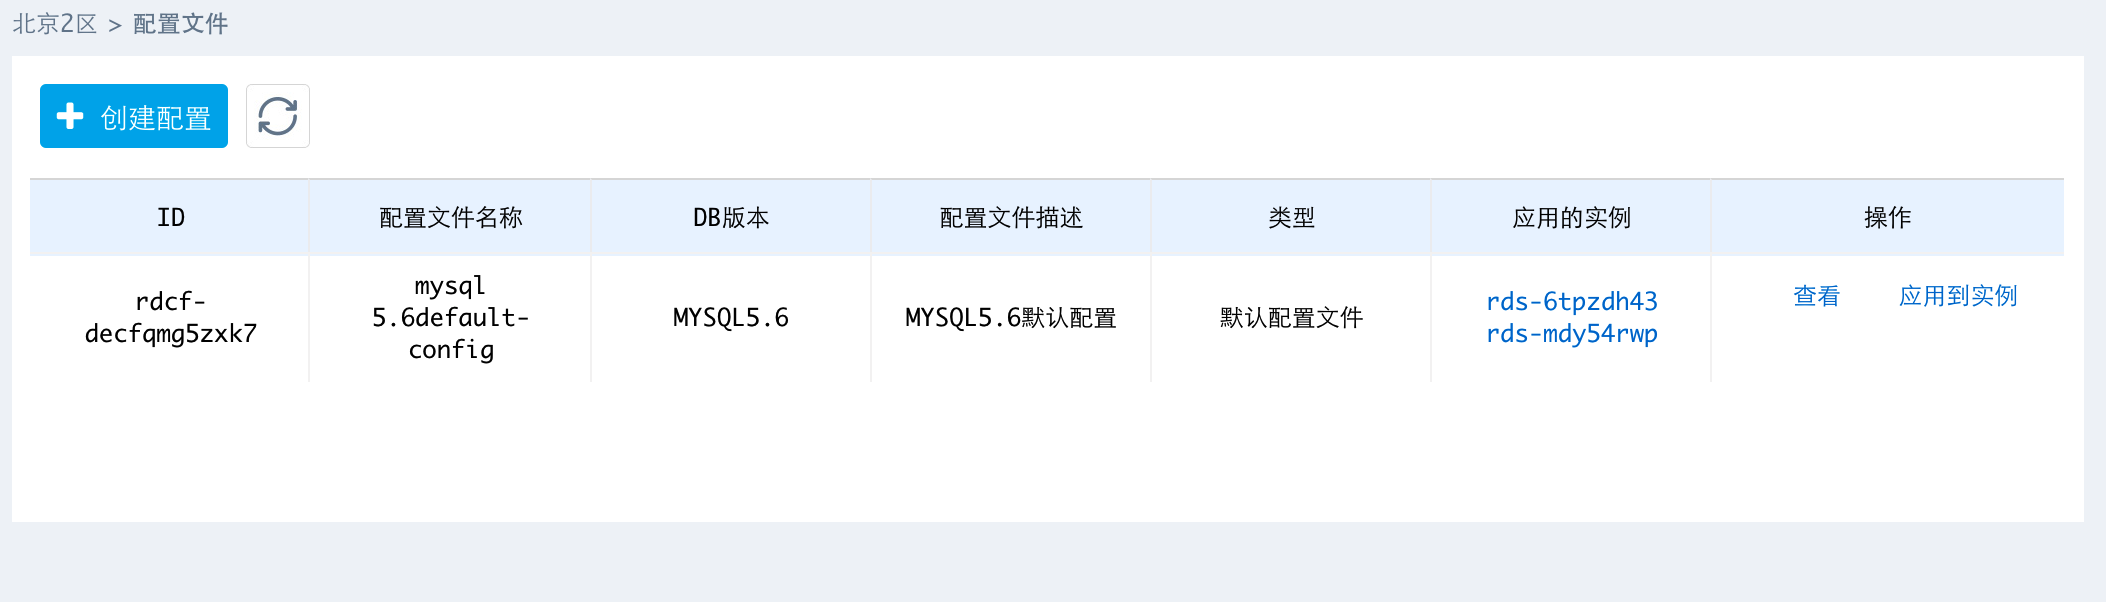 北京2区 > 配置文件
创建配置
ID 配置文件名称 DB版本 配置文件描述 类型 应用的实例 操作
rdcf-
decfqmg5zxk7
mysql
5.6default-
config
MYSQL5.6
MYSQL5.6默认配置
默认配置文件
rds-6tpzdh43
rds-mdy54rwp
查看 应用到实例